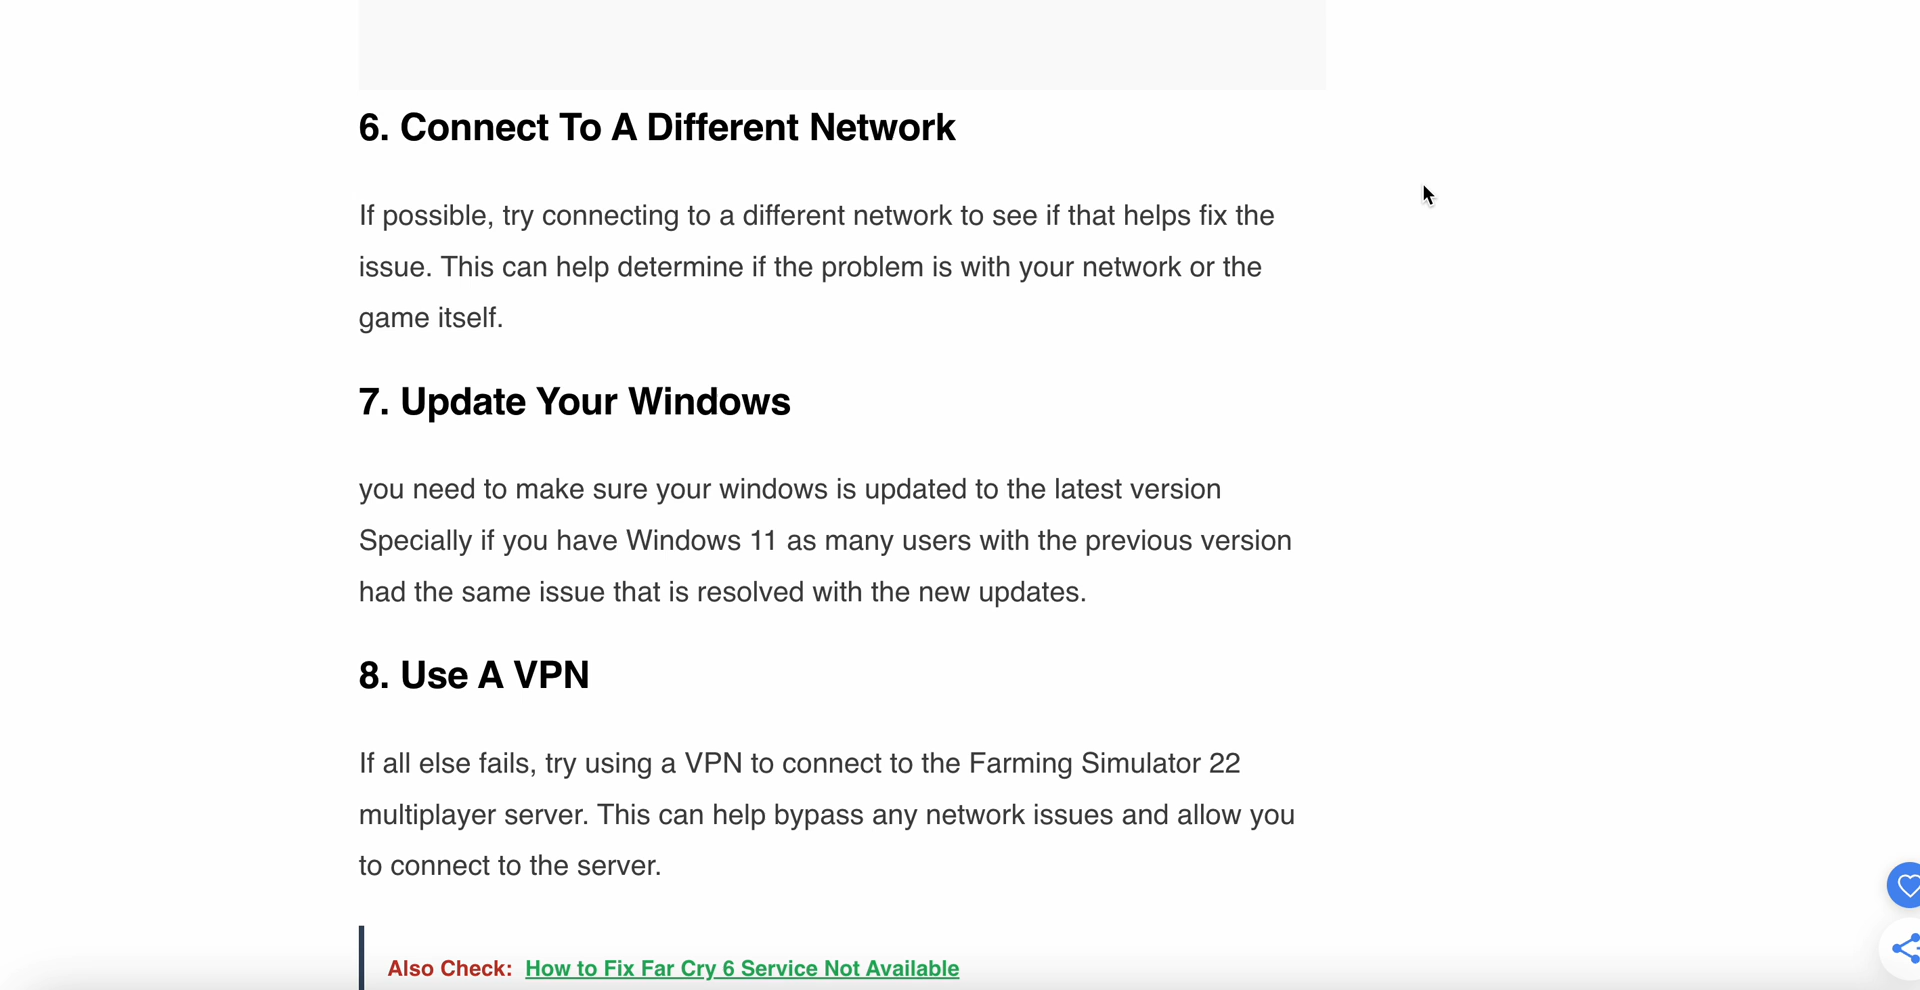 6. Connect To A Different Network
If possible, try connecting to a different network to see if that helps fix the
issue. This can help determine if the problem is with your network or the
game itself.
7. Update Your Windows
you need to make sure your windows is updated to the latest version
Specially if you have Windows 11 as many users with the previous version
had the same issue that is resolved with the new updates.
8. Use A VPN
If all else fails, try using a VPN to connect to the Farming Simulator 22
multiplayer server. This can help bypass any network issues and allow you
to connect to the server.
Also Check: How to Fix Far Cry 6 Service Not Available